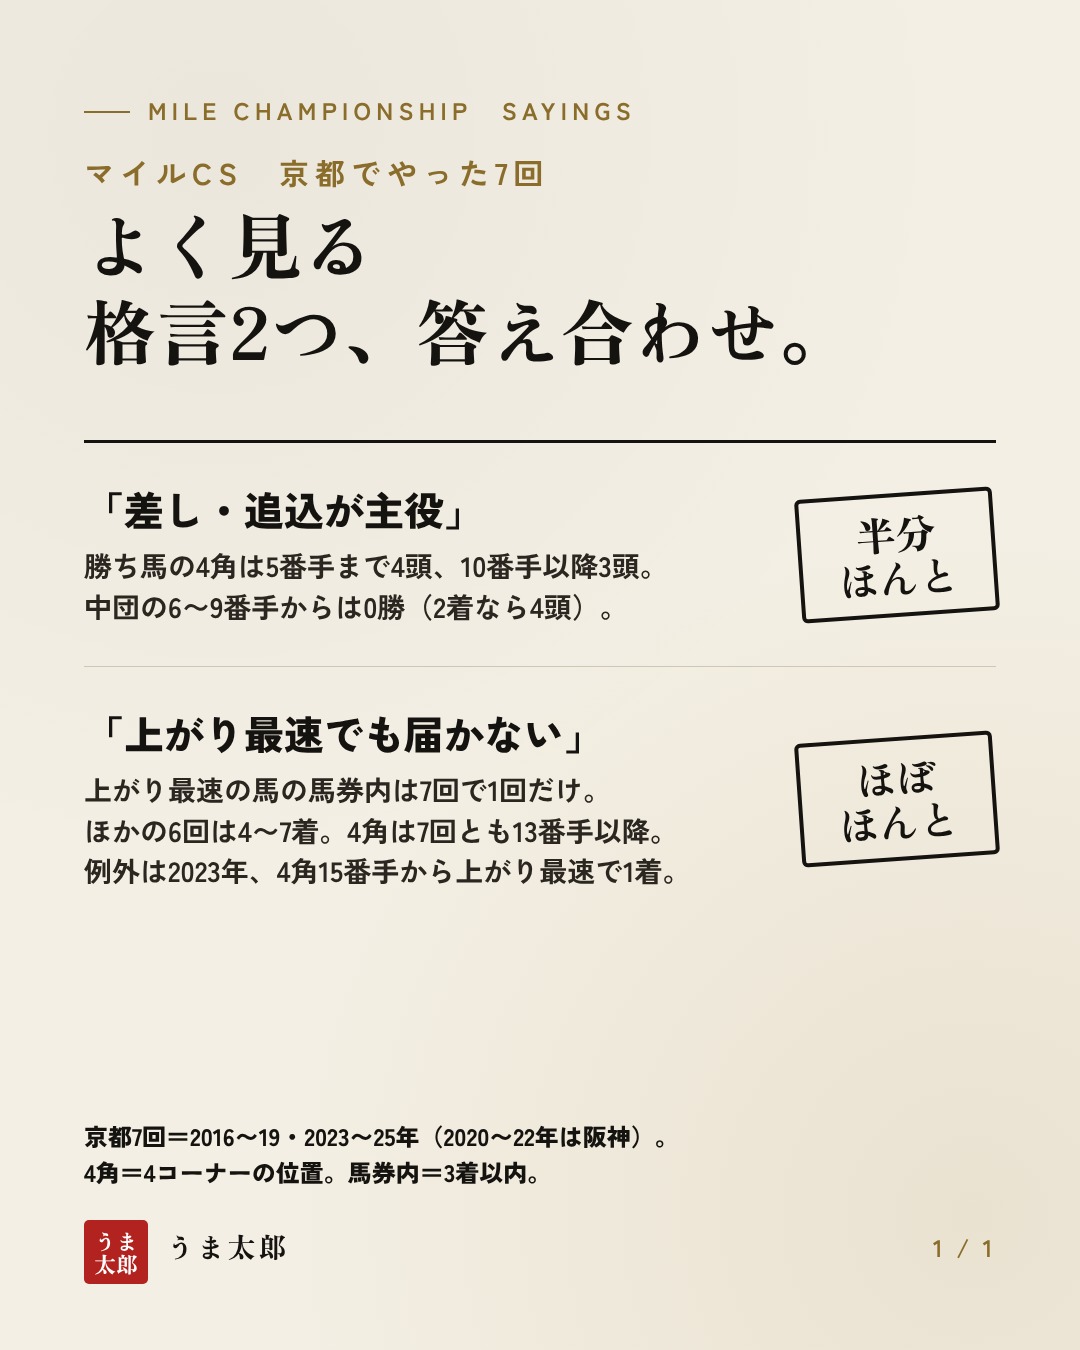 MILE CHAMPIONSHIP SAYINGS
マイルCS 京都でやった7回
よく見る
格言2つ、答え合わせ。
「差し・追込が主役」
勝ち馬の4角は5番手まで4頭、10番手以降3頭。
中団の6〜9番手からは0勝（2着なら4頭）。
半分
ほんと
「上がり最速でも届かない」
上がり最速の馬の馬券内は7回で1回だけ。
ほかの6回は4〜7着。4角は7回とも13番手以降。
例外は2023年、4角15番手から上がり最速で1着。
ほぼ
ほんと
京都7回＝2016〜19・2023〜25年（2020〜22年は阪神）。
4角＝4コーナーの位置。馬券内＝3着以内。
うま
太郎
うま太郎
1 / 1